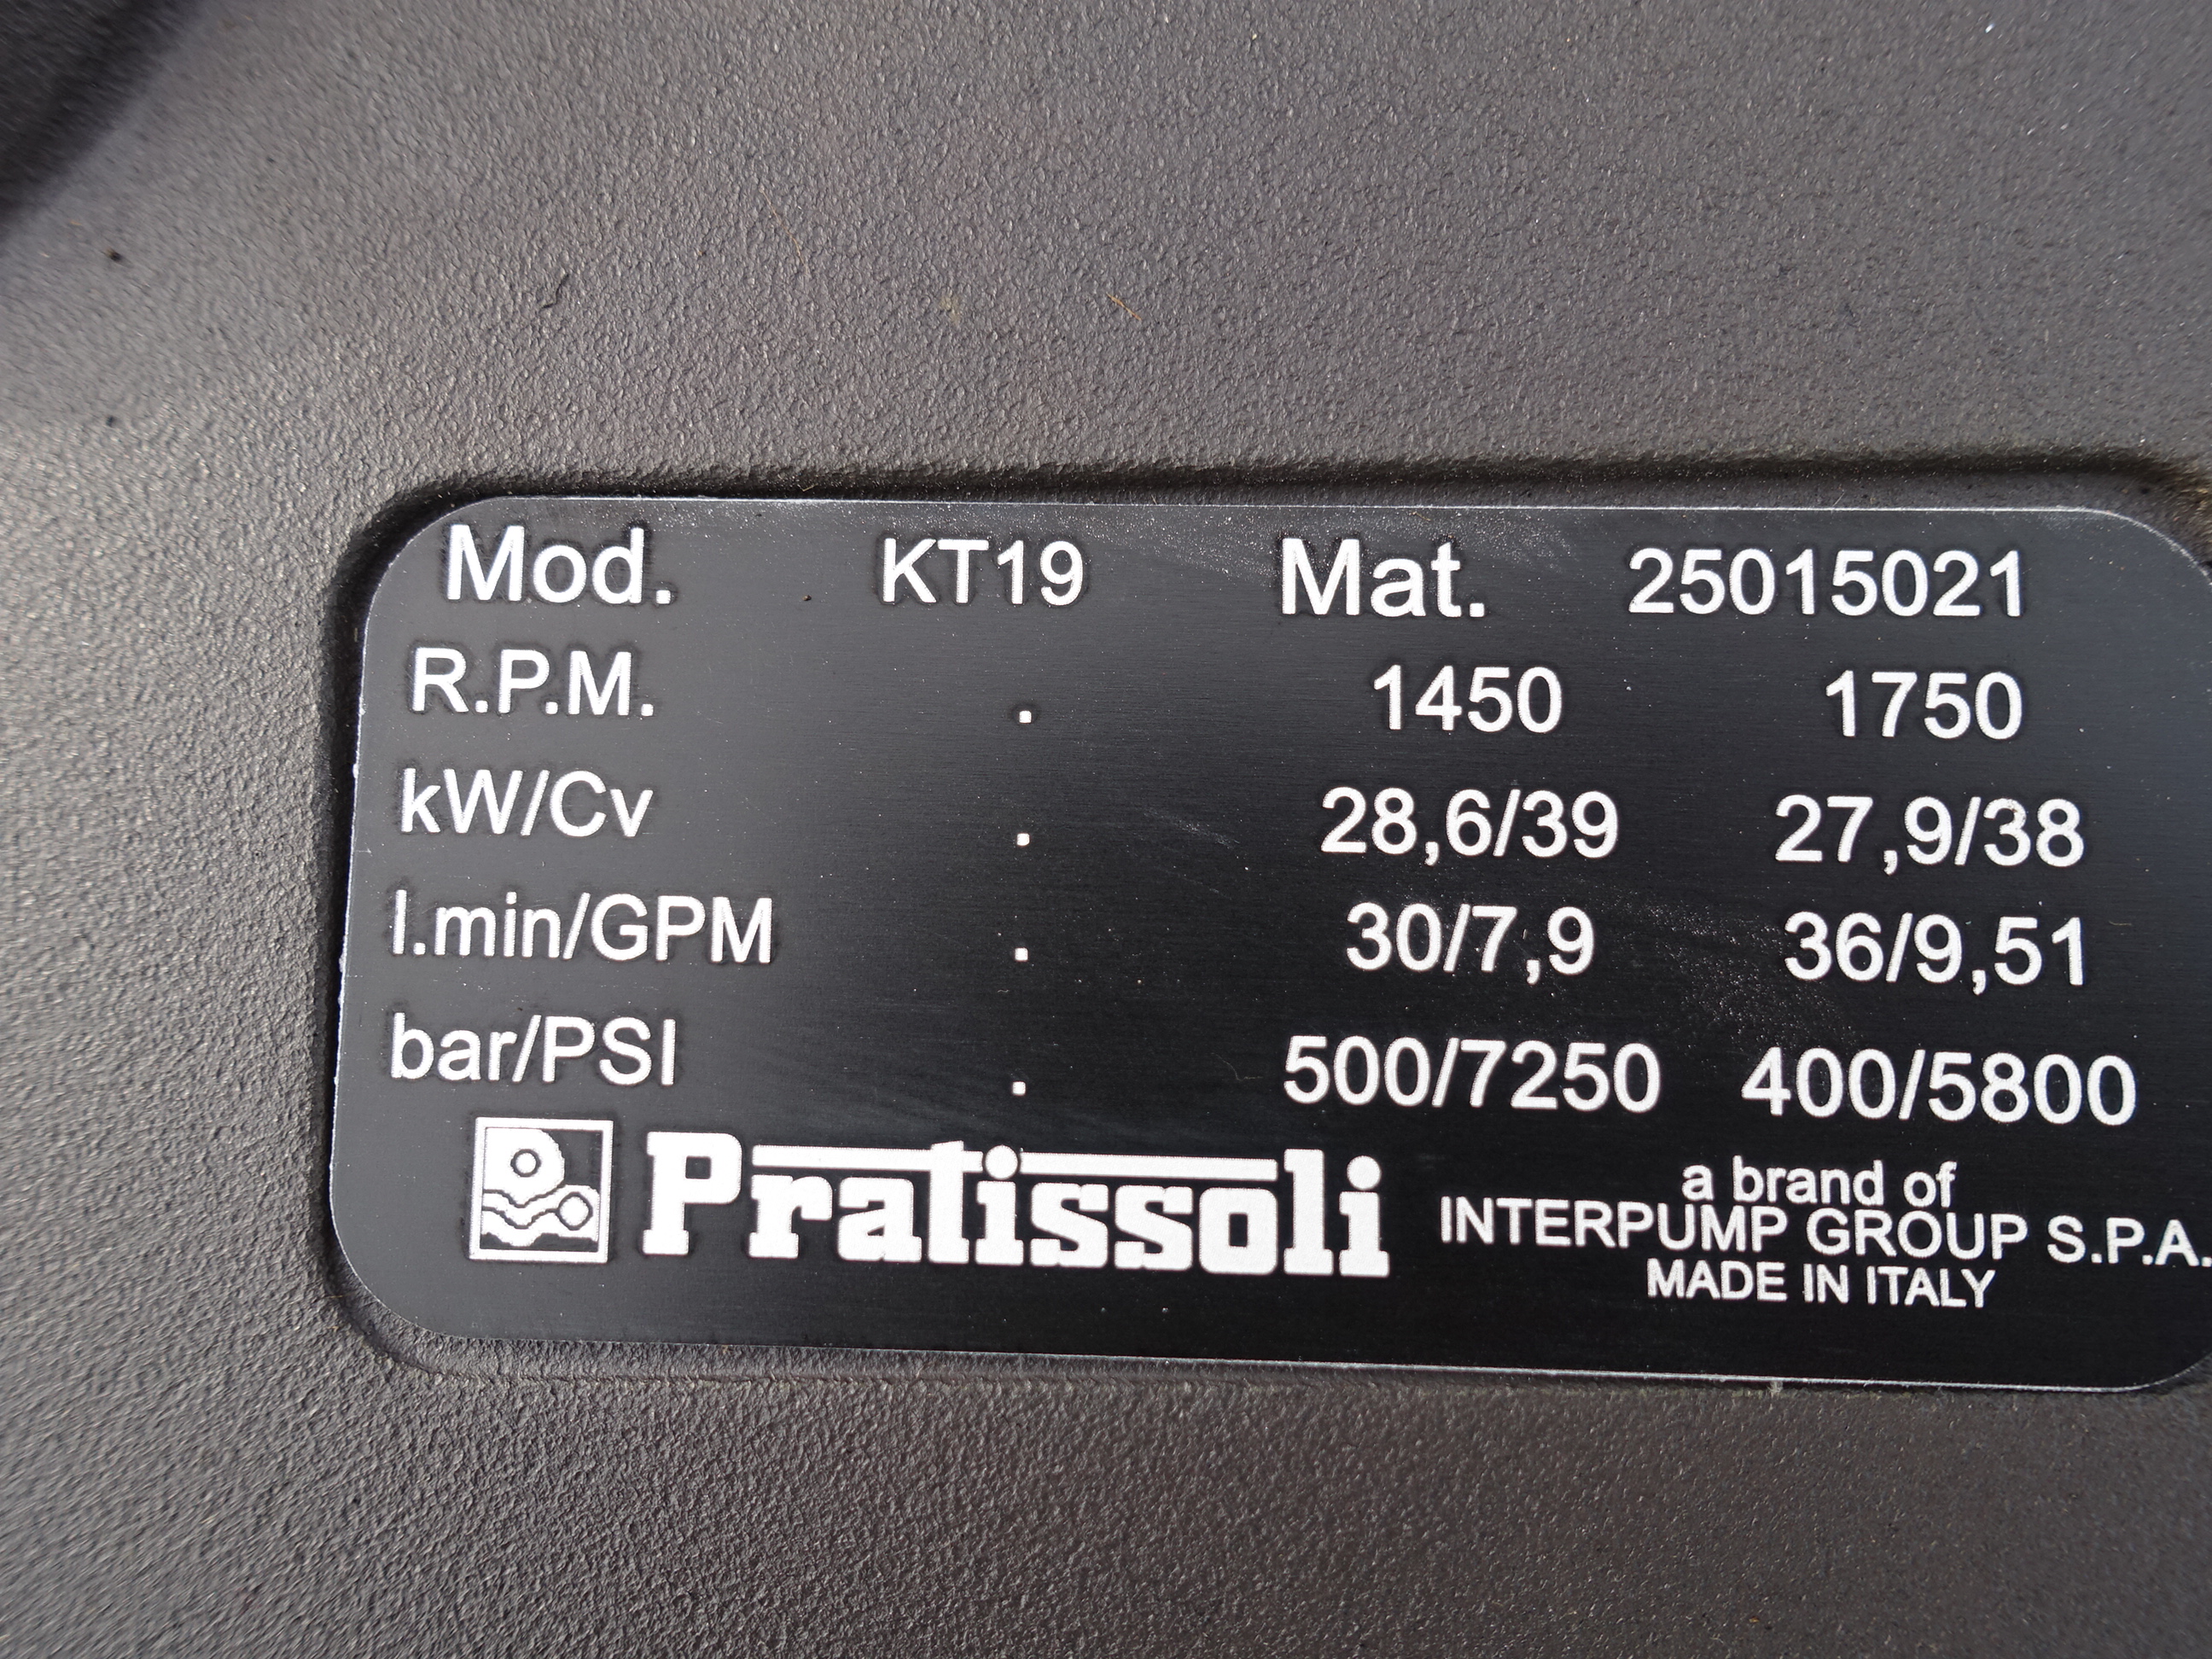 Mod. KT19 Mat. 25015021
R.P.M. . 1450 1750
kW/Cv . 28,6/39 27,9/38
l.min/GPM . 30/7,9 36/9,51
bar/PSI . 500/7250 400/5800
Pratissoli
a brand of
INTERPUMP GROUP S.P.A.
MADE IN ITALY